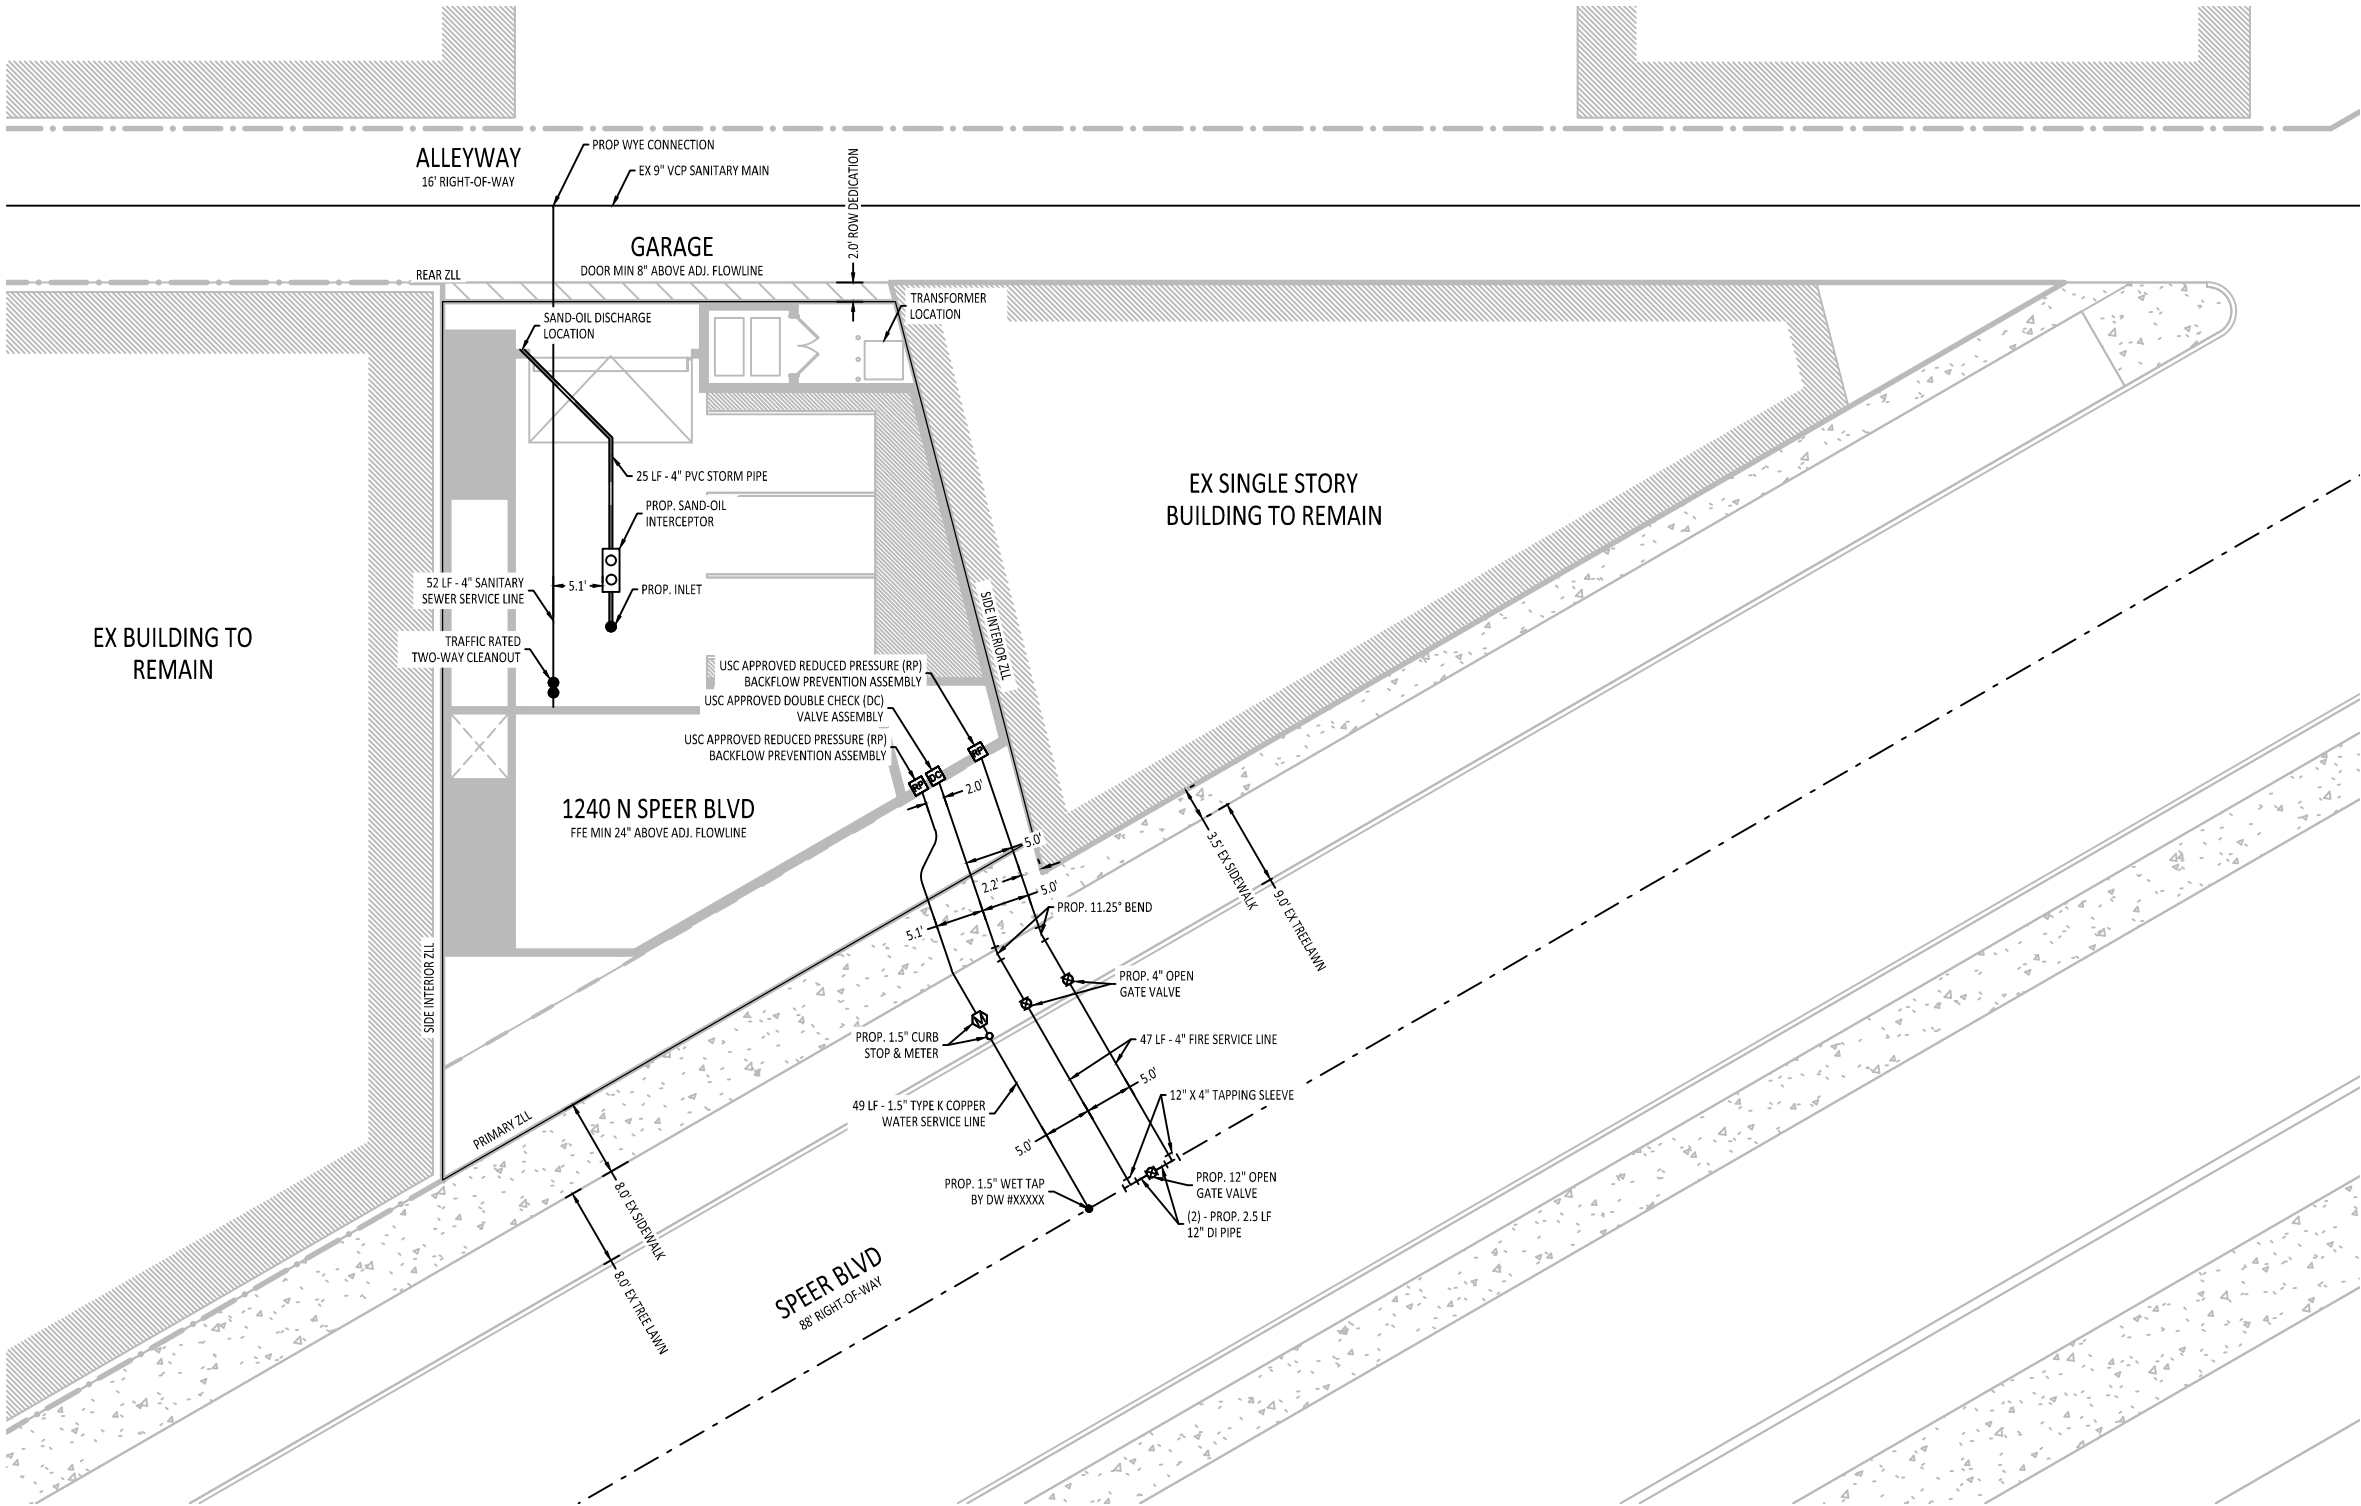 PROP WYE CONNECTION
ALLEYWAY
16' RIGHT-OF-WAY
EX 9" VCP SANITARY MAIN
2.0' ROW DEDICATION
GARAGE
DOOR MIN 8" ABOVE ADJ. FLOWLINE
REAR ZLL
TRANSFORMER
LOCATION
SAND-OIL DISCHARGE
LOCATION
25 LF - 4" PVC STORM PIPE
PROP. SAND-OIL
INTERCEPTOR
EX SINGLE STORY
BUILDING TO REMAIN
52 LF - 4" SANITARY
SEWER SERVICE LINE
5.1'
PROP. INLET
SIDE INTERIOR ZLL
EX BUILDING TO
REMAIN
TRAFFIC RATED
TWO-WAY CLEANOUT
USC APPROVED REDUCED PRESSURE (RP)
BACKFLOW PREVENTION ASSEMBLY
USC APPROVED DOUBLE CHECK (DC)
VALVE ASSEMBLY
USC APPROVED REDUCED PRESSURE (RP)
BACKFLOW PREVENTION ASSEMBLY
RP
DC
RP
2.0'
1240 N SPEER BLVD
FFE MIN 24" ABOVE ADJ. FLOWLINE
5.0'
3.5' EX SIDEWALK
9.0' EX TREELAWN
2.2'
5.0'
PROP. 11.25° BEND
5.1'
SIDE INTERIOR ZLL
PROP. 4" OPEN
GATE VALVE
M
PROP. 1.5" CURB
STOP & METER
47 LF - 4" FIRE SERVICE LINE
5.0'
12" X 4" TAPPING SLEEVE
49 LF - 1.5" TYPE K COPPER
WATER SERVICE LINE
PRIMARY ZLL
5.0'
PROP. 12" OPEN
GATE VALVE
PROP. 1.5" WET TAP
BY DW #XXXXX
(2) - PROP. 2.5 LF
12" DI PIPE
8.0' EX SIDEWALK
8.0' EX TREE LAWN
SPEER BLVD
88' RIGHT-OF-WAY